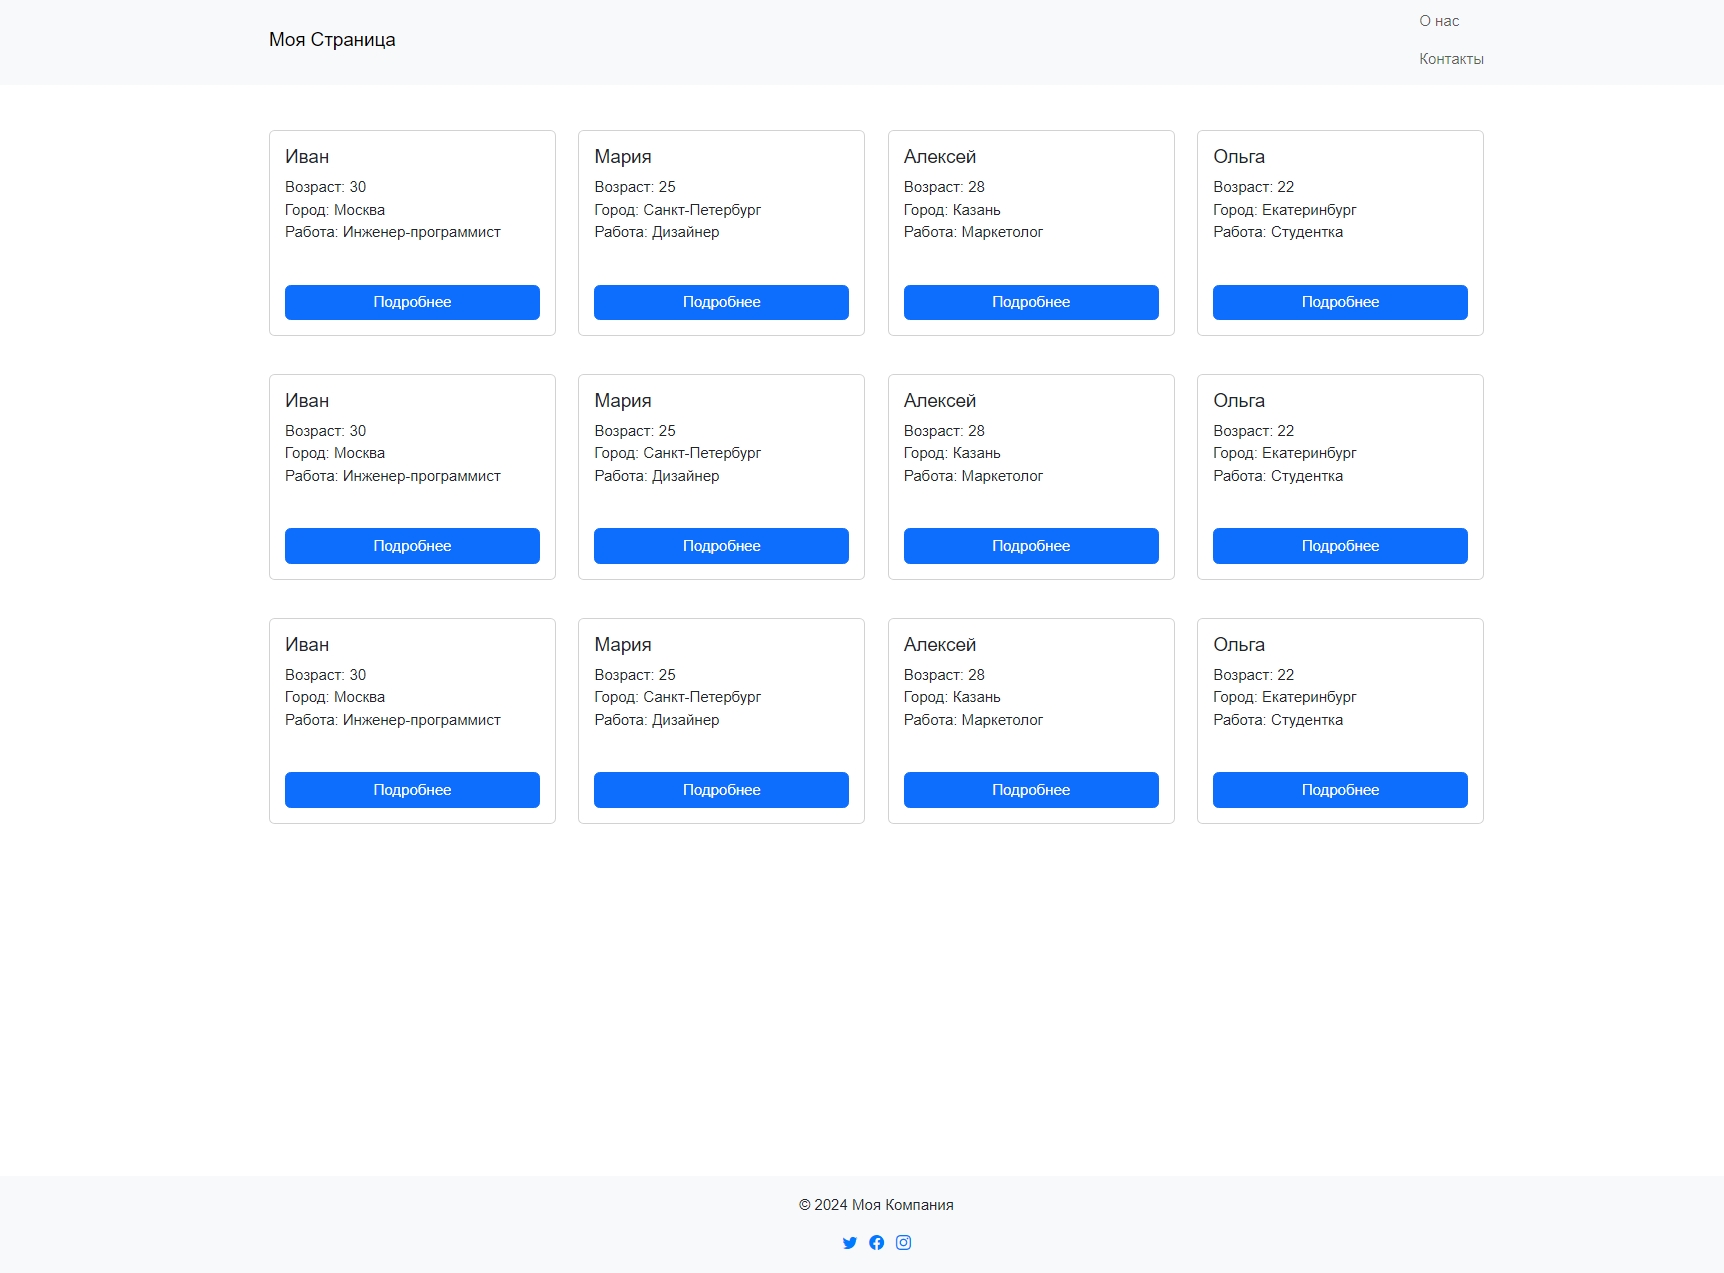 Моя Страница
О нас
Контакты
Иван
Возраст: 30
Город: Москва
Работа: Инженер-программист
Подробнее
Мария
Возраст: 25
Город: Санкт-Петербург
Работа: Дизайнер
Подробнее
Алексей
Возраст: 28
Город: Казань
Работа: Маркетолог
Подробнее
Ольга
Возраст: 22
Город: Екатеринбург
Работа: Студентка
Подробнее
Иван
Возраст: 30
Город: Москва
Работа: Инженер-программист
Подробнее
Мария
Возраст: 25
Город: Санкт-Петербург
Работа: Дизайнер
Подробнее
Алексей
Возраст: 28
Город: Казань
Работа: Маркетолог
Подробнее
Ольга
Возраст: 22
Город: Екатеринбург
Работа: Студентка
Подробнее
Иван
Возраст: 30
Город: Москва
Работа: Инженер-программист
Подробнее
Мария
Возраст: 25
Город: Санкт-Петербург
Работа: Дизайнер
Подробнее
Алексей
Возраст: 28
Город: Казань
Работа: Маркетолог
Подробнее
Ольга
Возраст: 22
Город: Екатеринбург
Работа: Студентка
Подробнее
© 2024 Моя Компания